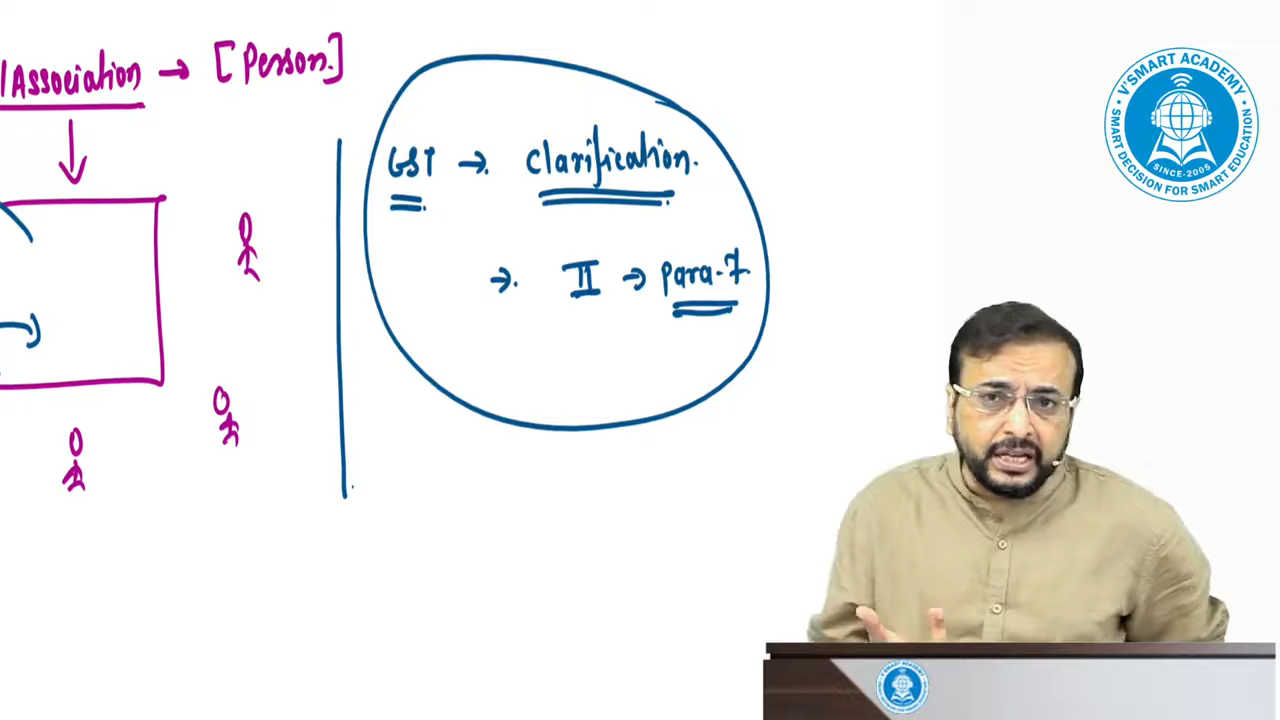 /Association → [Person.]
GST → Clarification.
→ II → para-7
V'SMART ACADEMY
SMART DECISION FOR SMART EDUCATION
SINCE-2005